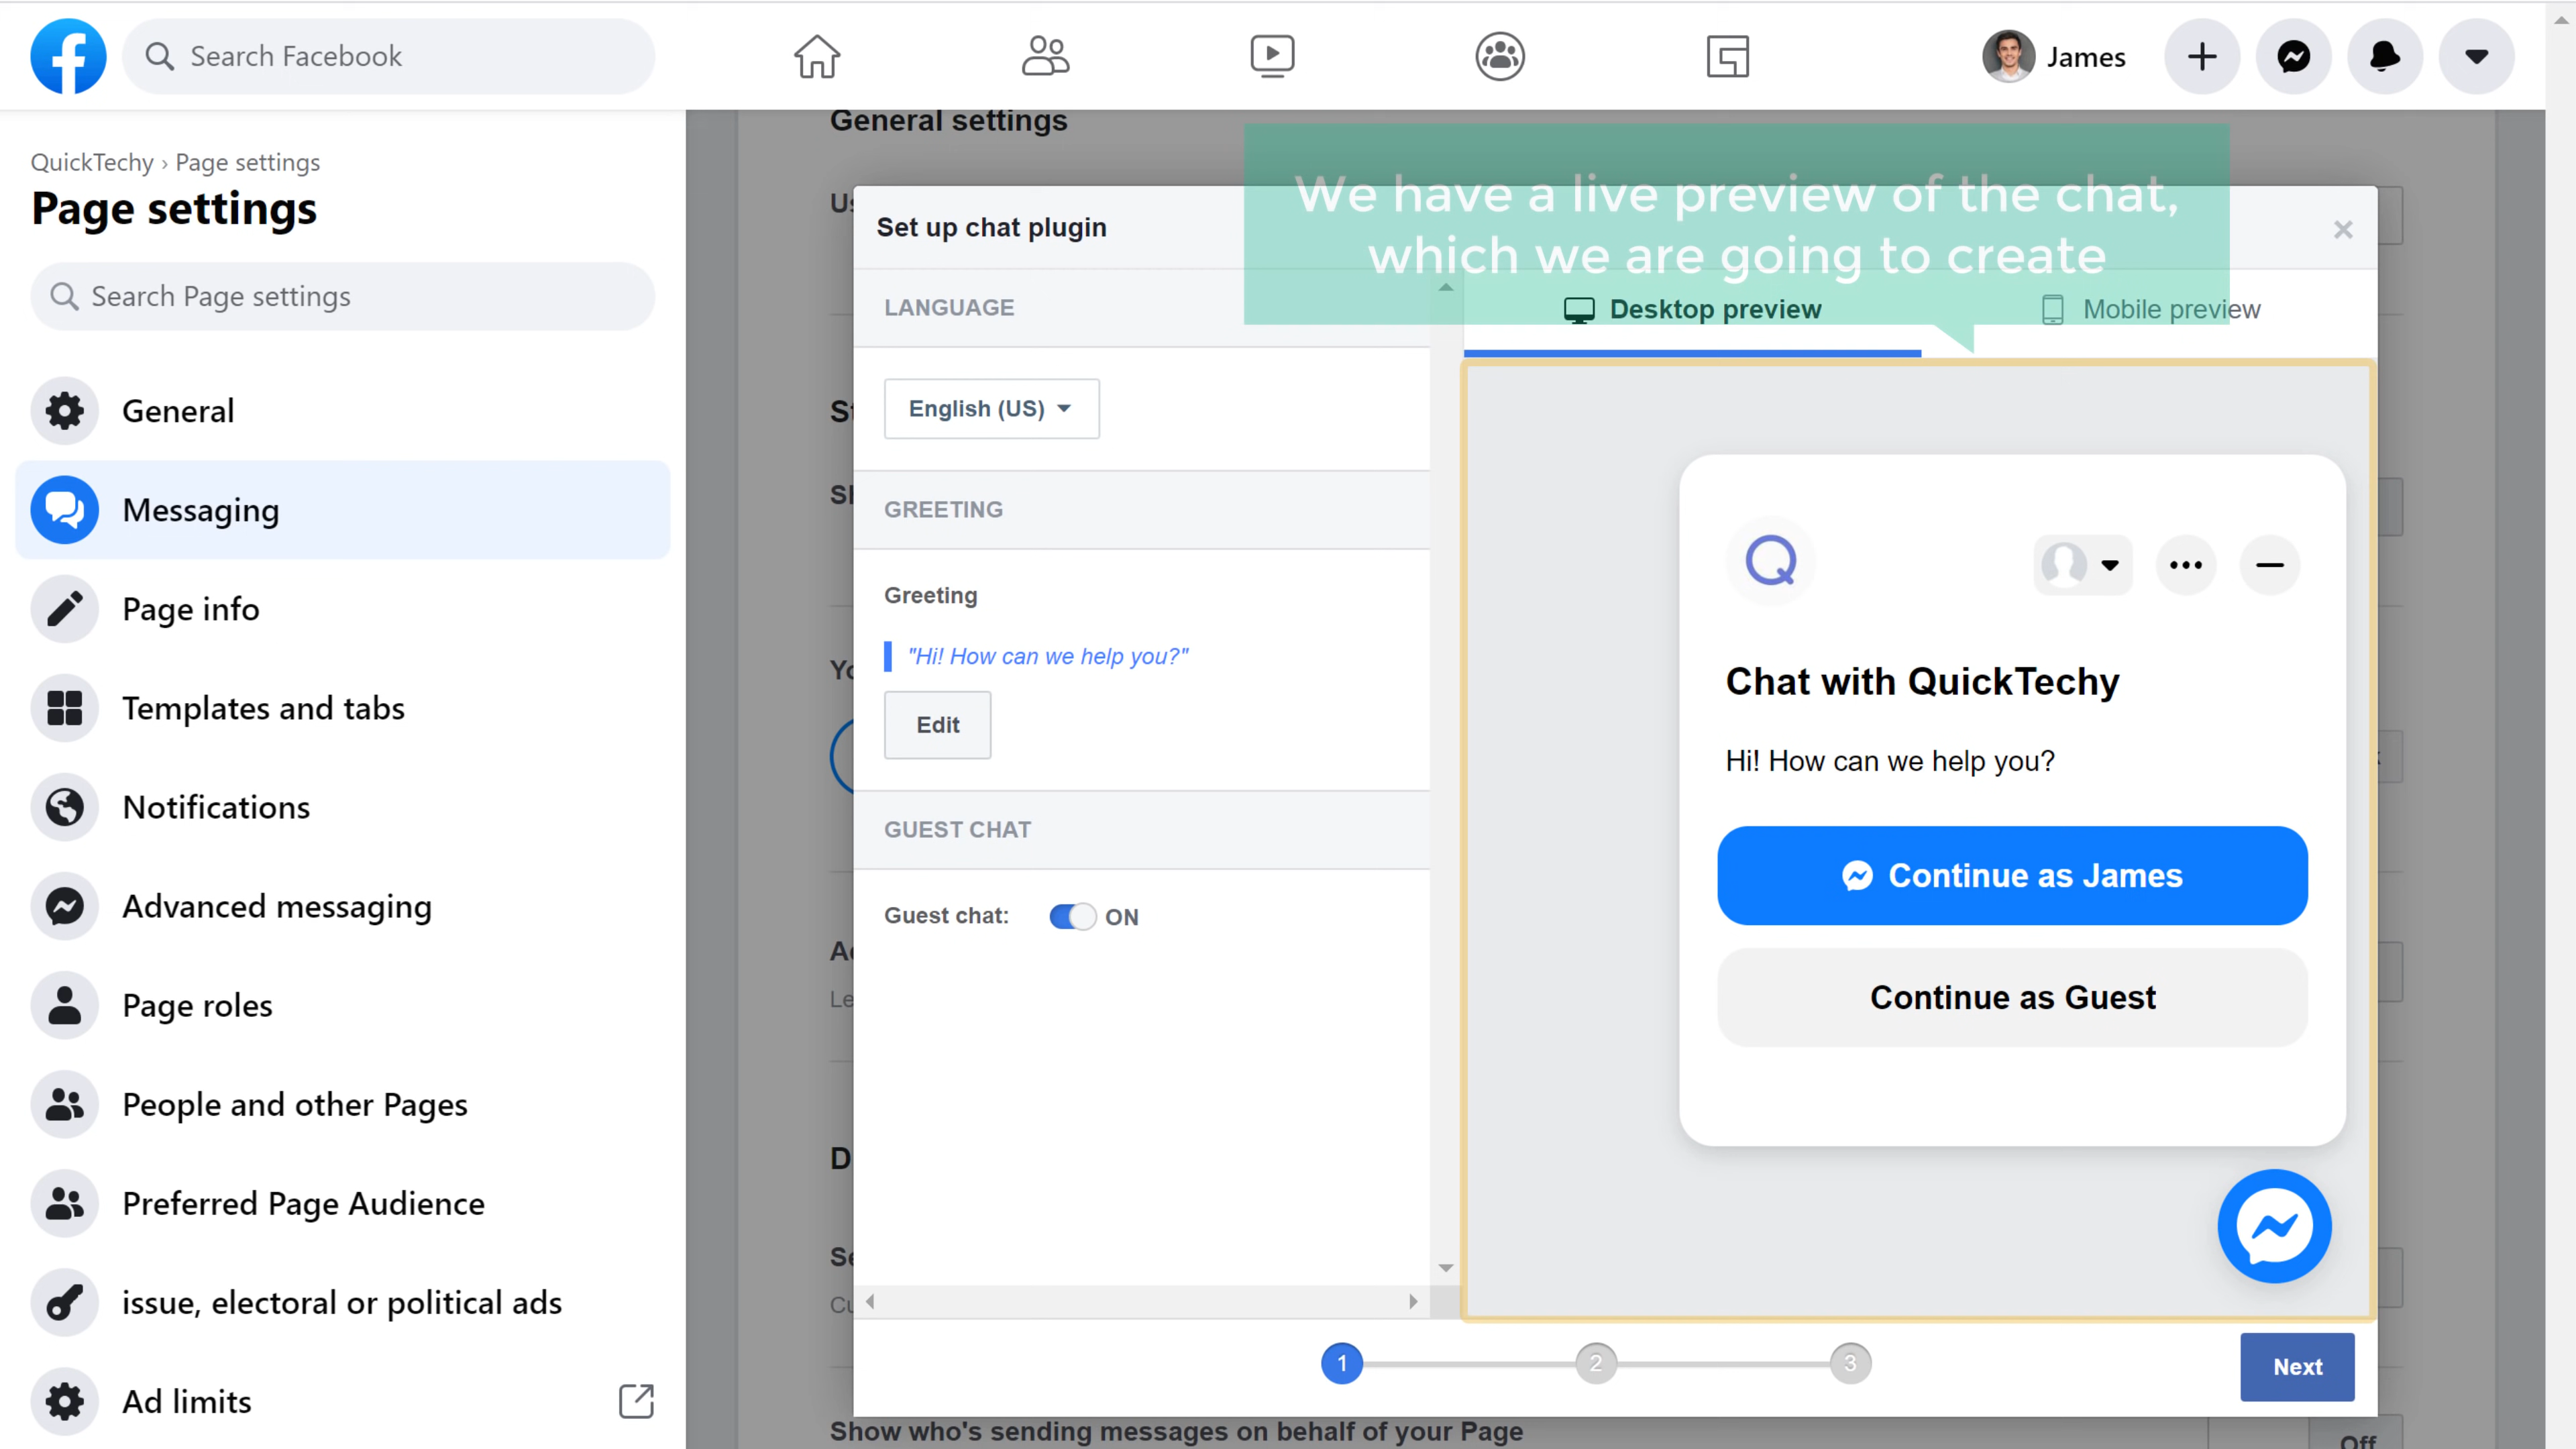 Search Facebook
James
QuickTechy › Page settings
Page settings
Search Page settings
General
Messaging
Page info
Templates and tabs
Notifications
Advanced messaging
Page roles
People and other Pages
Preferred Page Audience
issue, electoral or political ads
Ad limits
General settings
We have a live preview of the chat,
which we are going to create
Set up chat plugin
LANGUAGE
English (US)
GREETING
Greeting
"Hi! How can we help you?"
Edit
GUEST CHAT
Guest chat: ON
Desktop preview
Mobile preview
Chat with QuickTechy
Hi! How can we help you?
Continue as James
Continue as Guest
1 2 3
Next
Show who's sending messages on behalf of your Page
Off